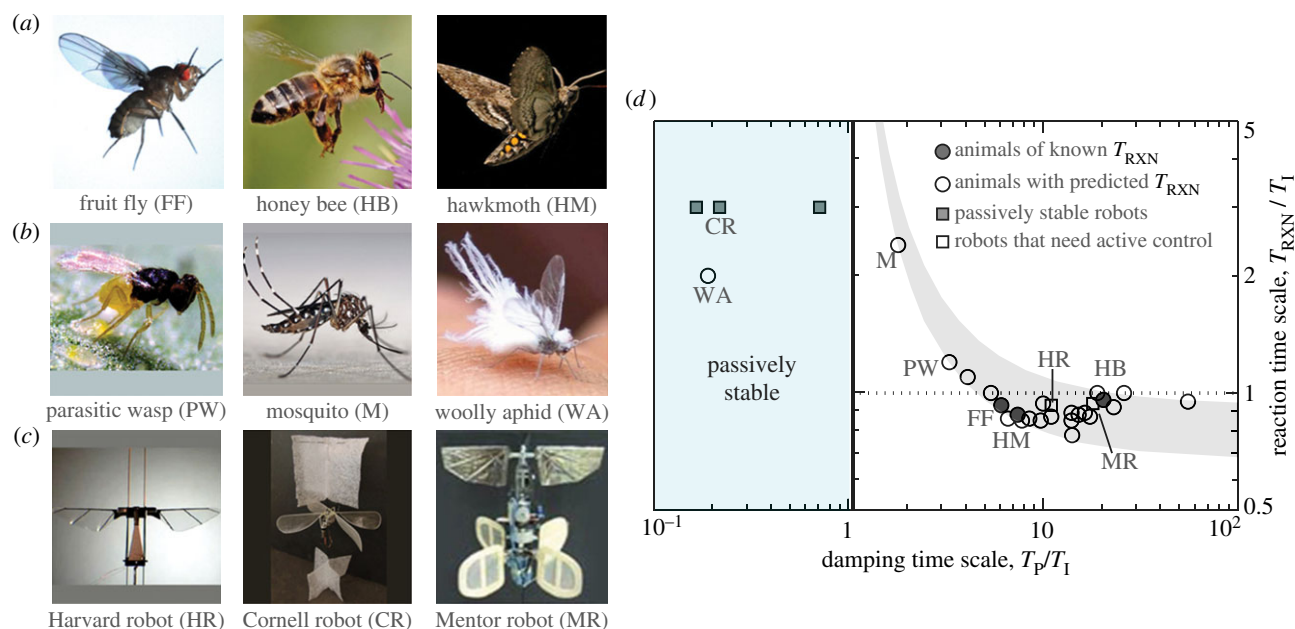 (a)
fruit fly (FF)
honey bee (HB)
hawkmoth (HM)
(b)
parasitic wasp (PW)
mosquito (M)
woolly aphid (WA)
(c)
Harvard robot (HR)
Cornell robot (CR)
Mentor robot (MR)
(d)
animals of known T_RXN
animals with predicted T_RXN
passively stable robots
robots that need active control
CR
WA
passively
stable
M
PW
HR
HB
FF
HM
MR
5
2
1
0.9
0.5
reaction time scale, T_RXN / T_I
10⁻¹
1
10
10²
damping time scale, T_P/T_I